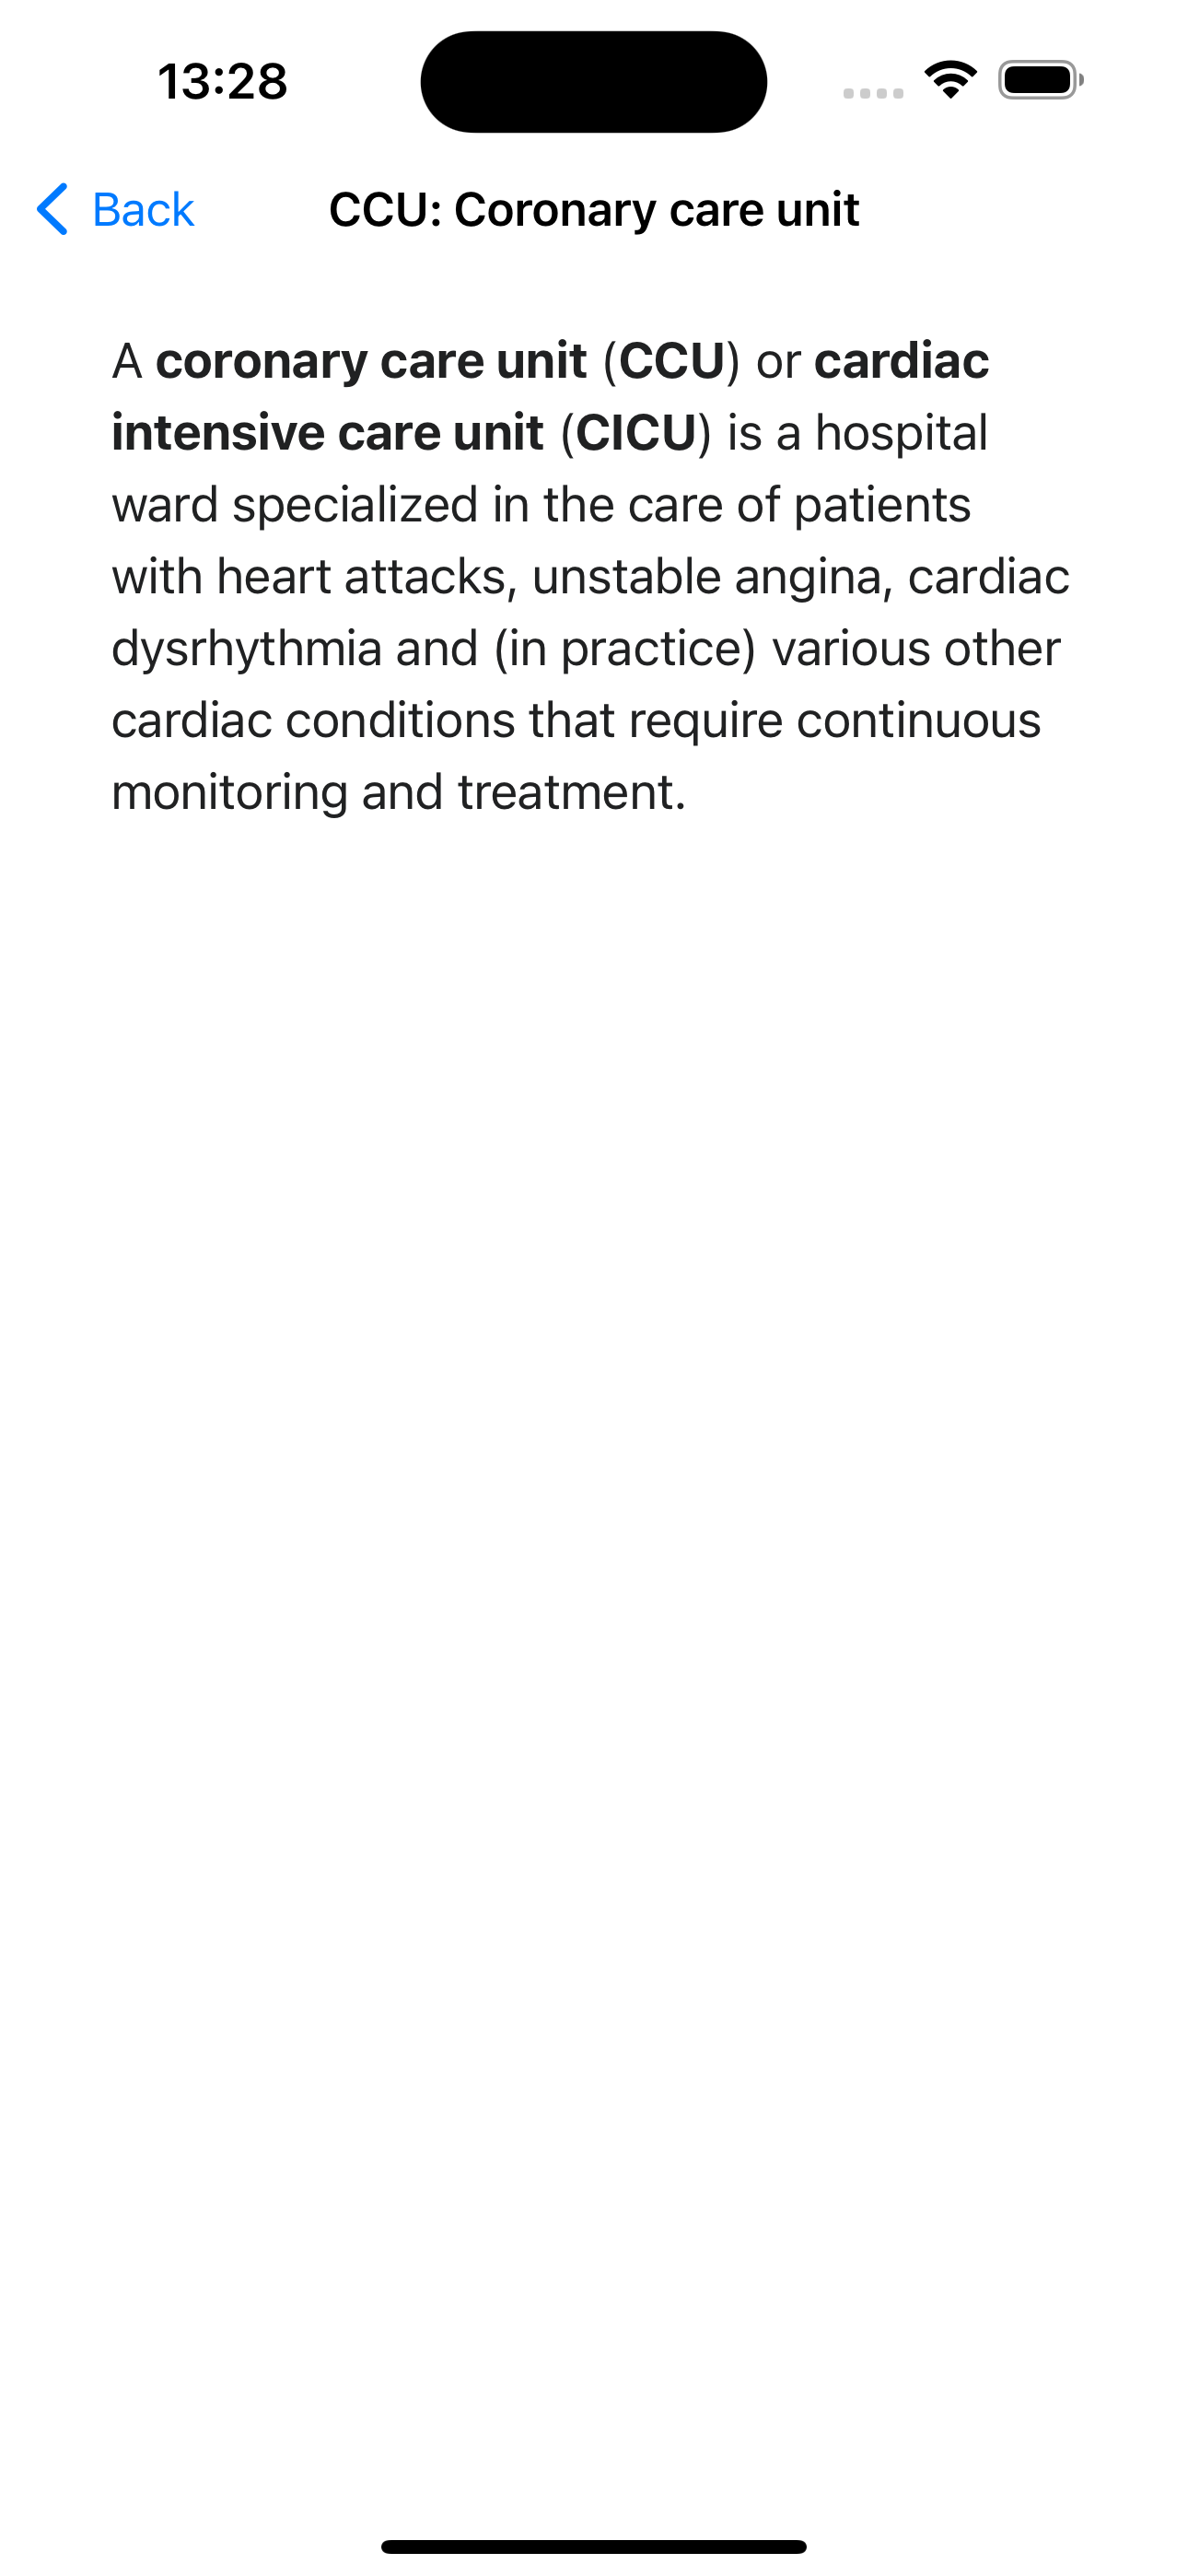 13:28
Back
CCU: Coronary care unit
A coronary care unit (CCU) or cardiac
intensive care unit (CICU) is a hospital
ward specialized in the care of patients
with heart attacks, unstable angina, cardiac
dysrhythmia and (in practice) various other
cardiac conditions that require continuous
monitoring and treatment.